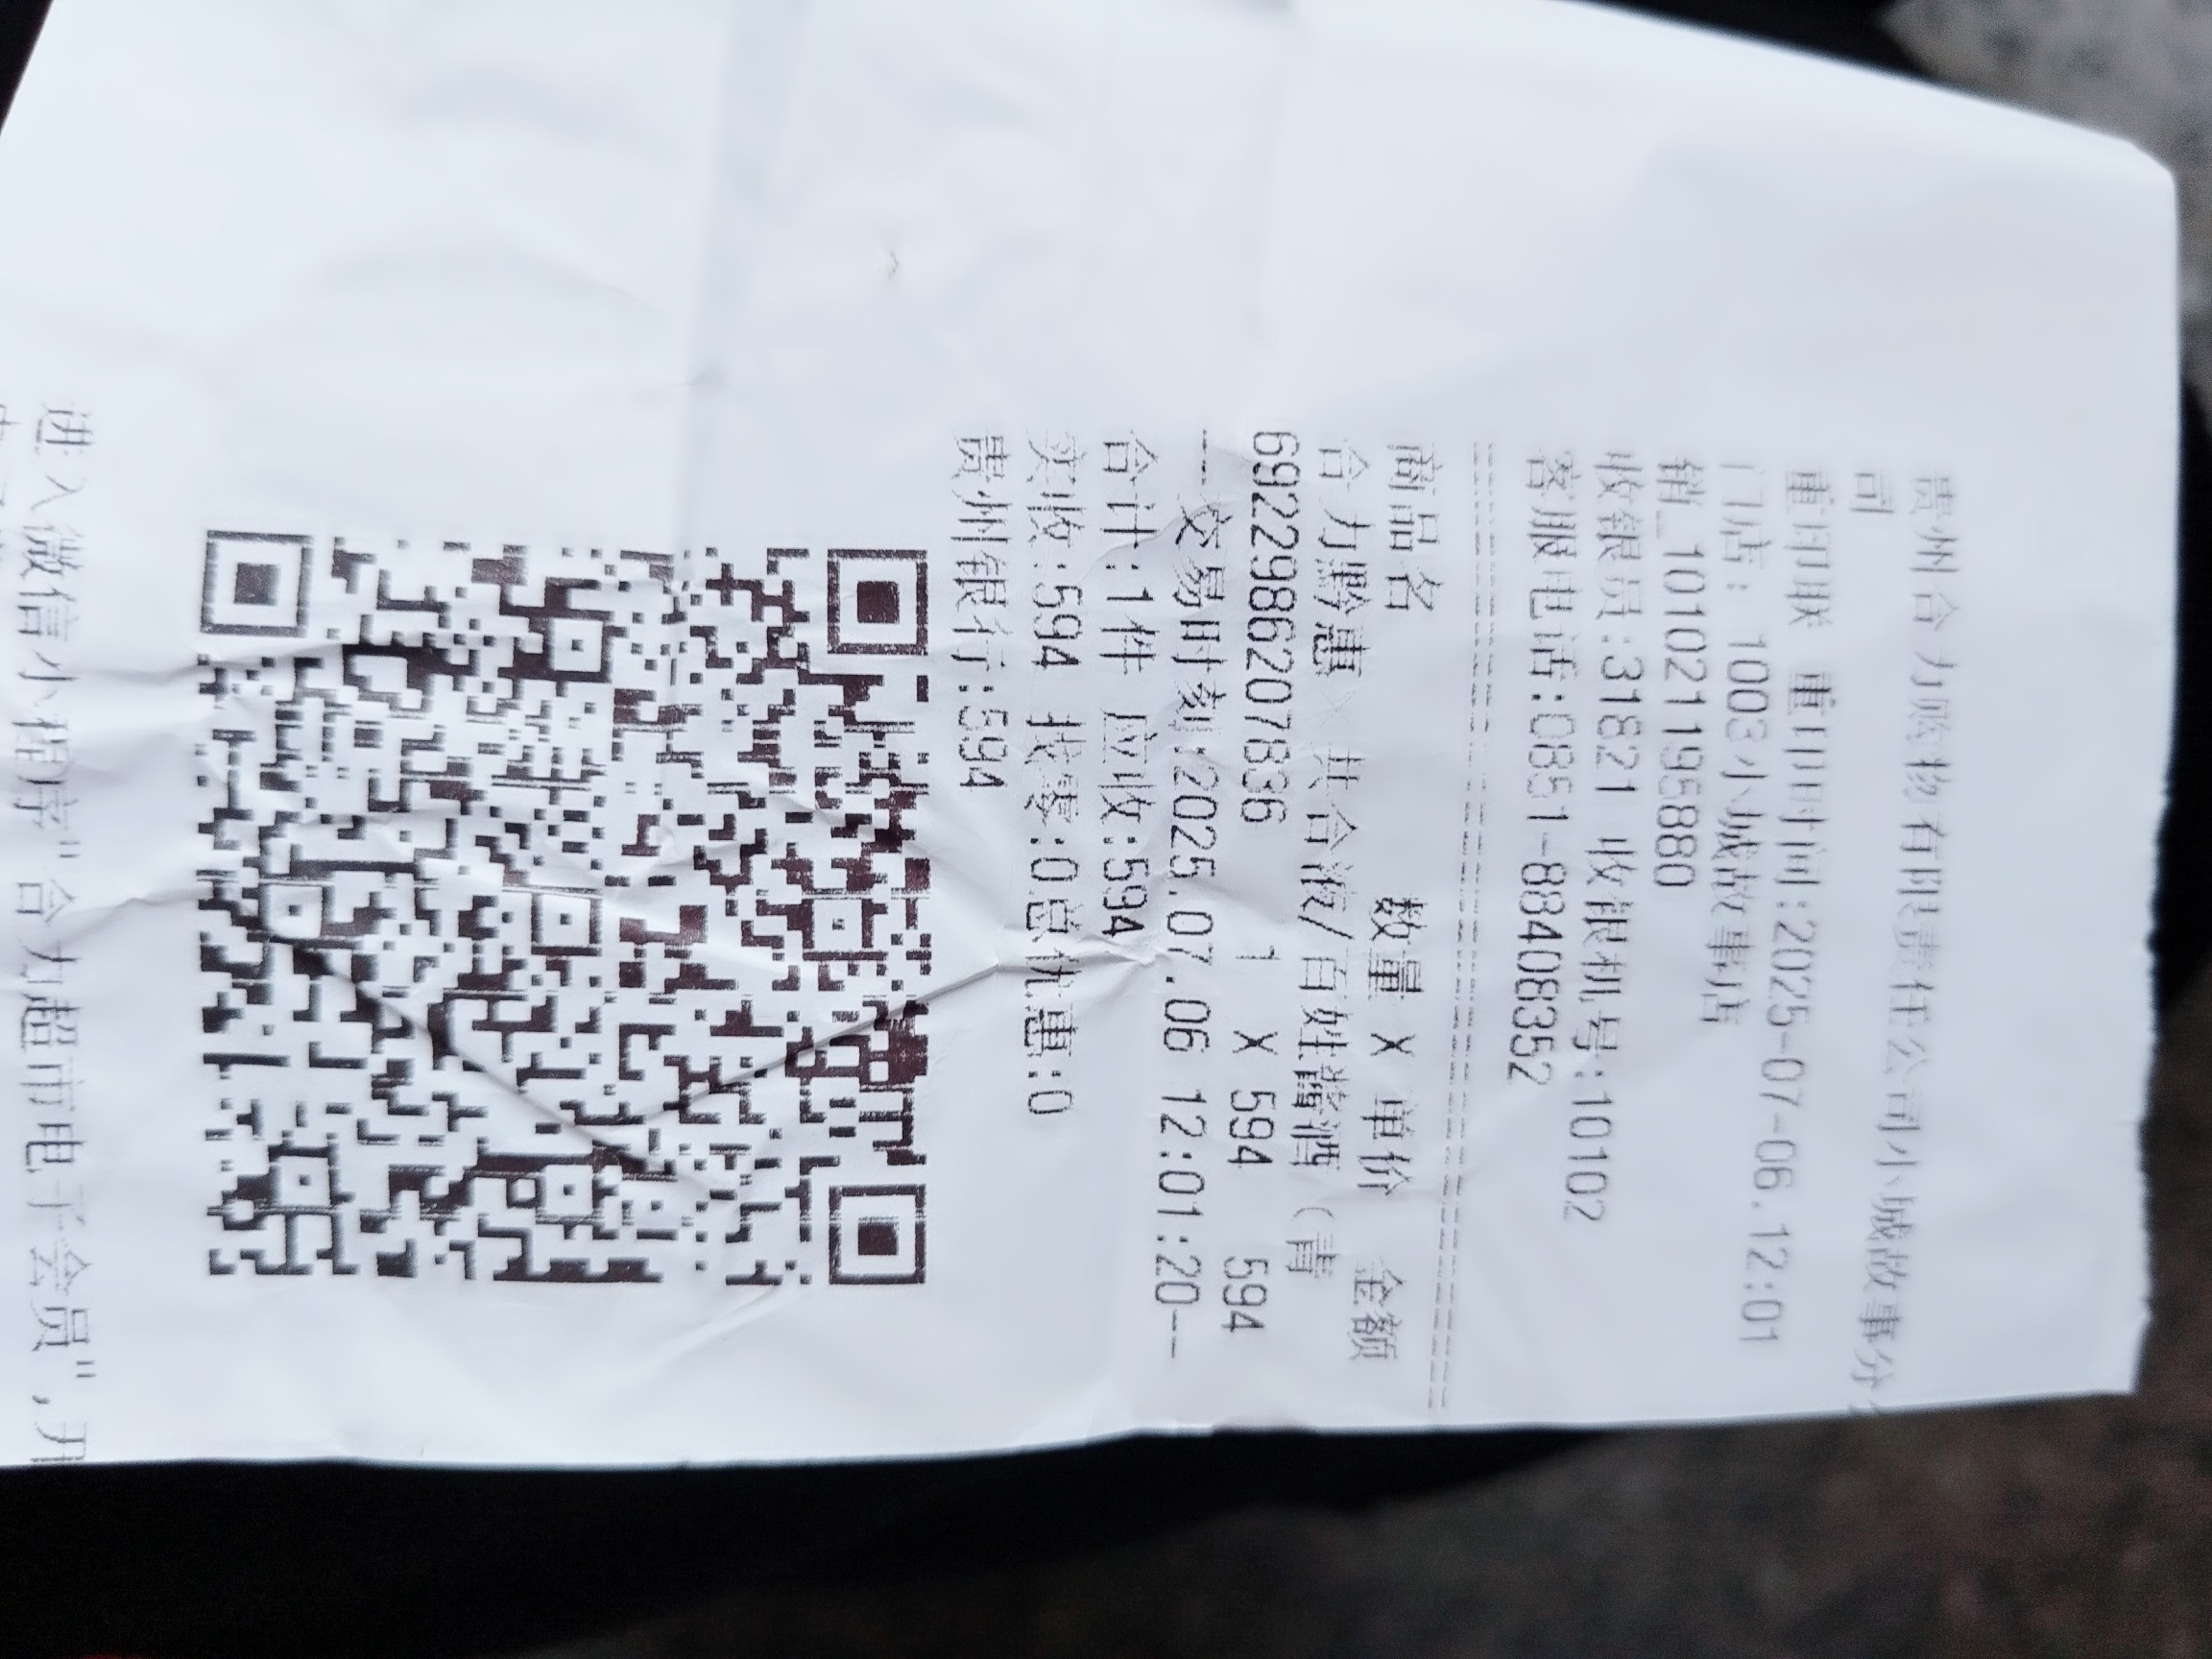 贵州合力购物有限责任公司小城故事分公
司
重印联 重印时间:2025-07-06.12:01
门店: 1003小城故事店
销_1010211195880
收银员:31821 收银机号:10102
客服电话:0851-88408352
商品名 数量 X 单价 金额
合力黔惠 X 共合液/百姓酱酒（青
6922986207836 1 X 594 594
--交易时刻:2025.07.06 12:01:20--
合计:1件 应收:594
实收:594 找零:0总优惠:0
贵州银行:594
进入微信小程序"合力超市电子会员",开